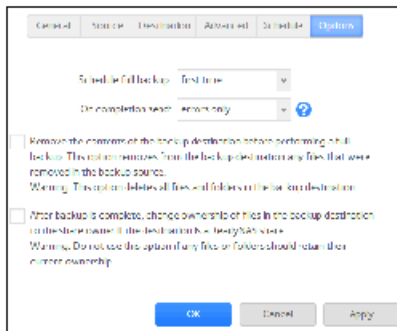 General Source Destination Advanced Schedule Options
Schedule full backup: first time
On completion send: errors only
Remove the contents of the backup destination before performing a full
backup. This option removes from the backup destination any files that were
removed in the backup source.
Warning: This option deletes all files and folders in the backup destination
After backup is complete, change ownership of files in the backup destination
to the share owner if the destination is a ReadyNAS share
Warning: Do not use this option if any files or folders should retain their
current ownership
OK Cancel Apply